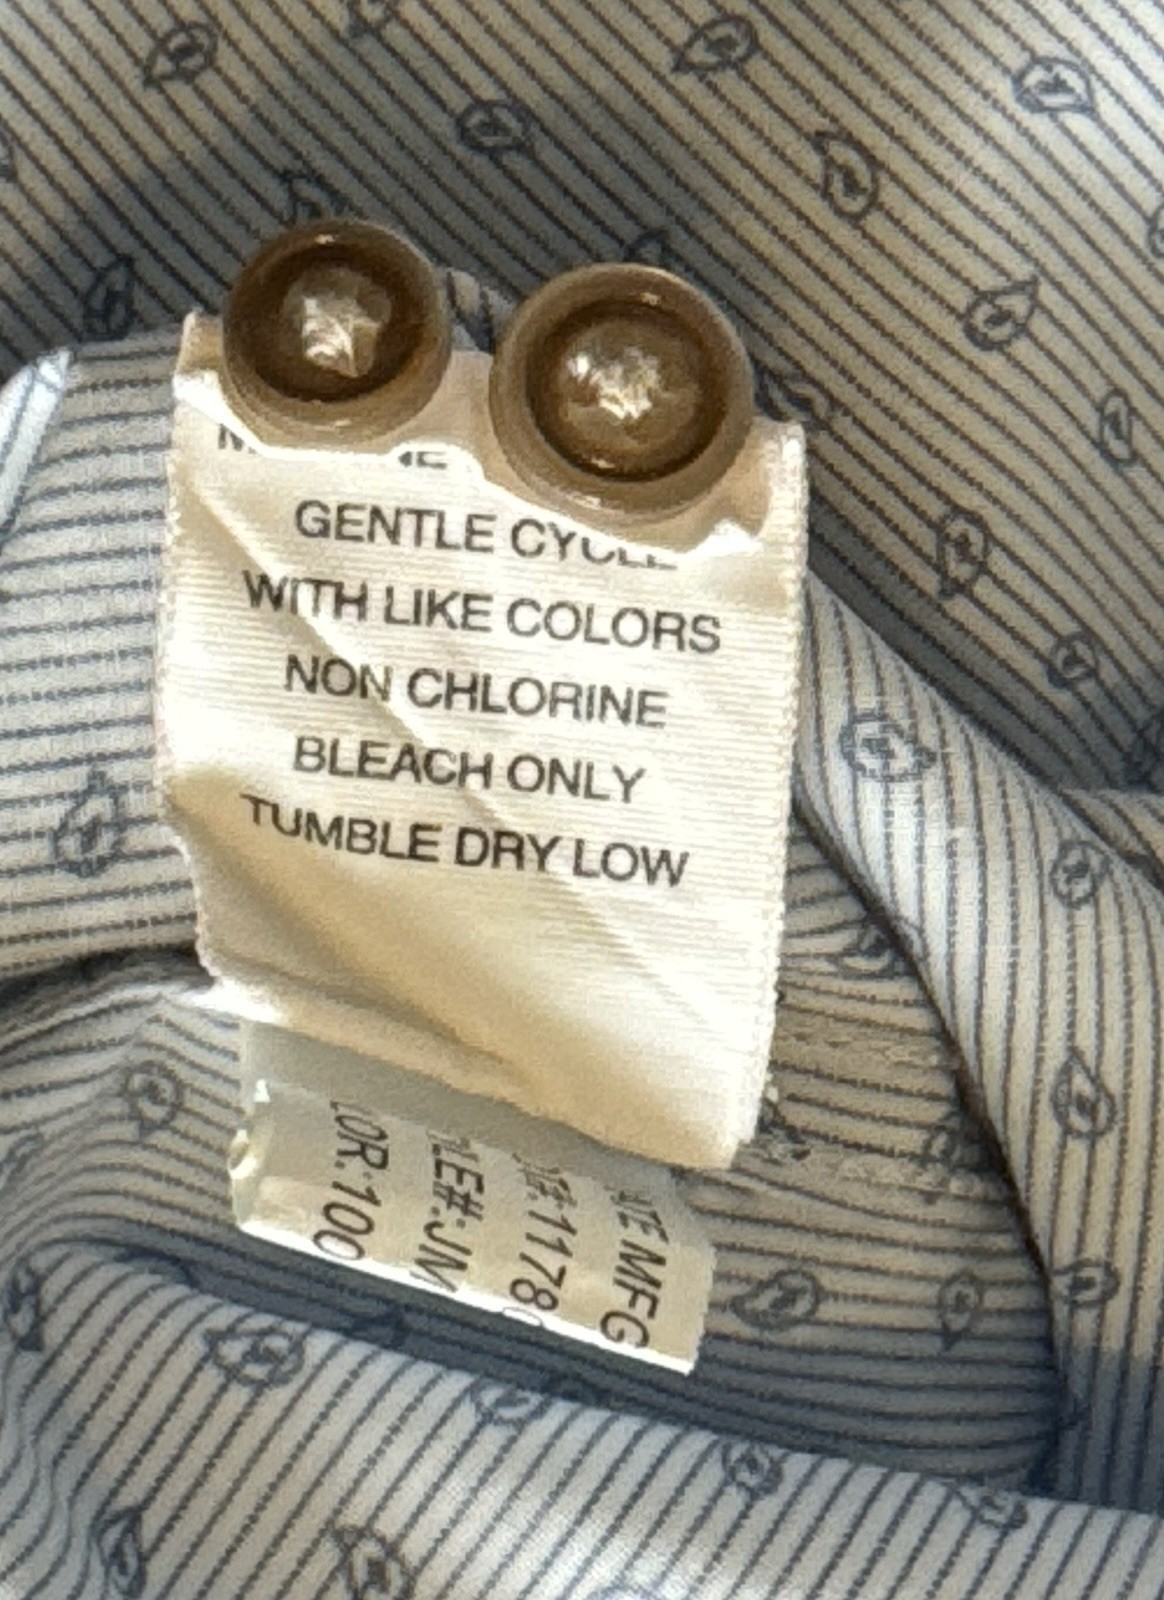 GENTLE CYCLE
WITH LIKE COLORS
NON CHLORINE
BLEACH ONLY
TUMBLE DRY LOW
MFG
1178
JM
100